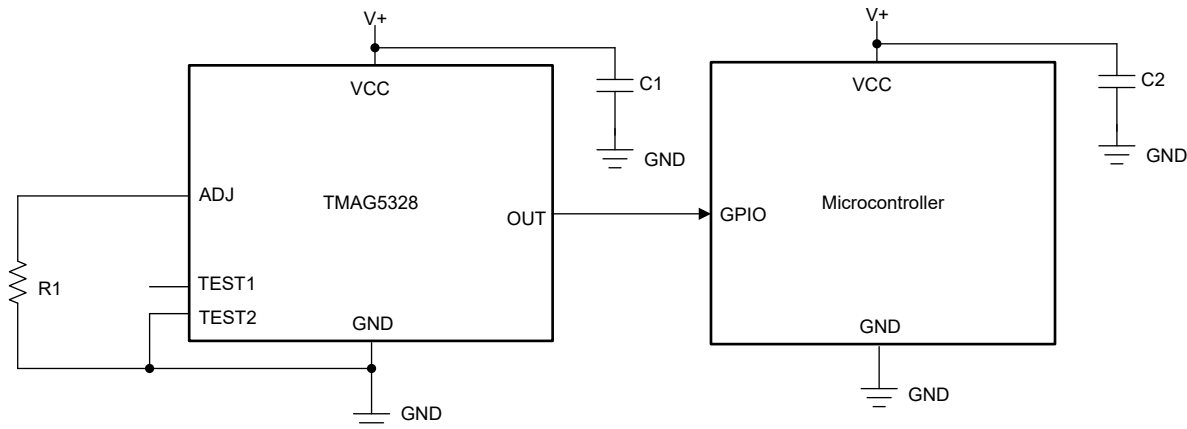 V+
VCC
C1
GND
ADJ
TMAG5328
OUT
R1
TEST1
TEST2
GND
GND
V+
VCC
C2
GND
GPIO
Microcontroller
GND
GND